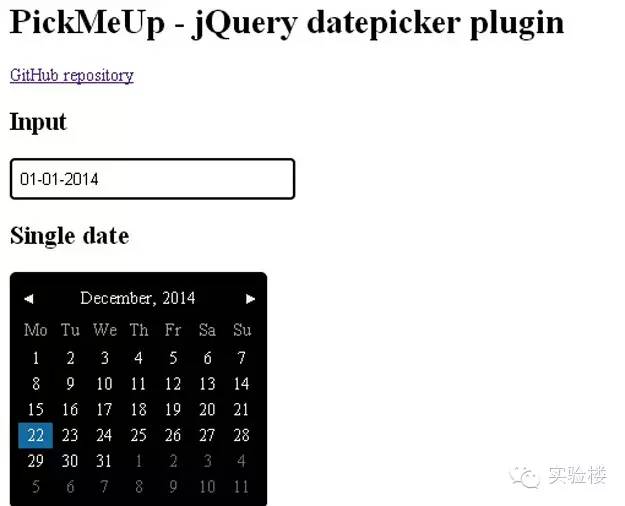 PickMeUp - jQuery datepicker plugin
GitHub repository
Input
01-01-2014
Single date
◀ December, 2014 ▶
Mo Tu We Th Fr Sa Su
1 2 3 4 5 6 7
8 9 10 11 12 13 14
15 16 17 18 19 20 21
22 23 24 25 26 27 28
29 30 31 1 2 3 4
5 6 7 8 9 10 11
实验楼